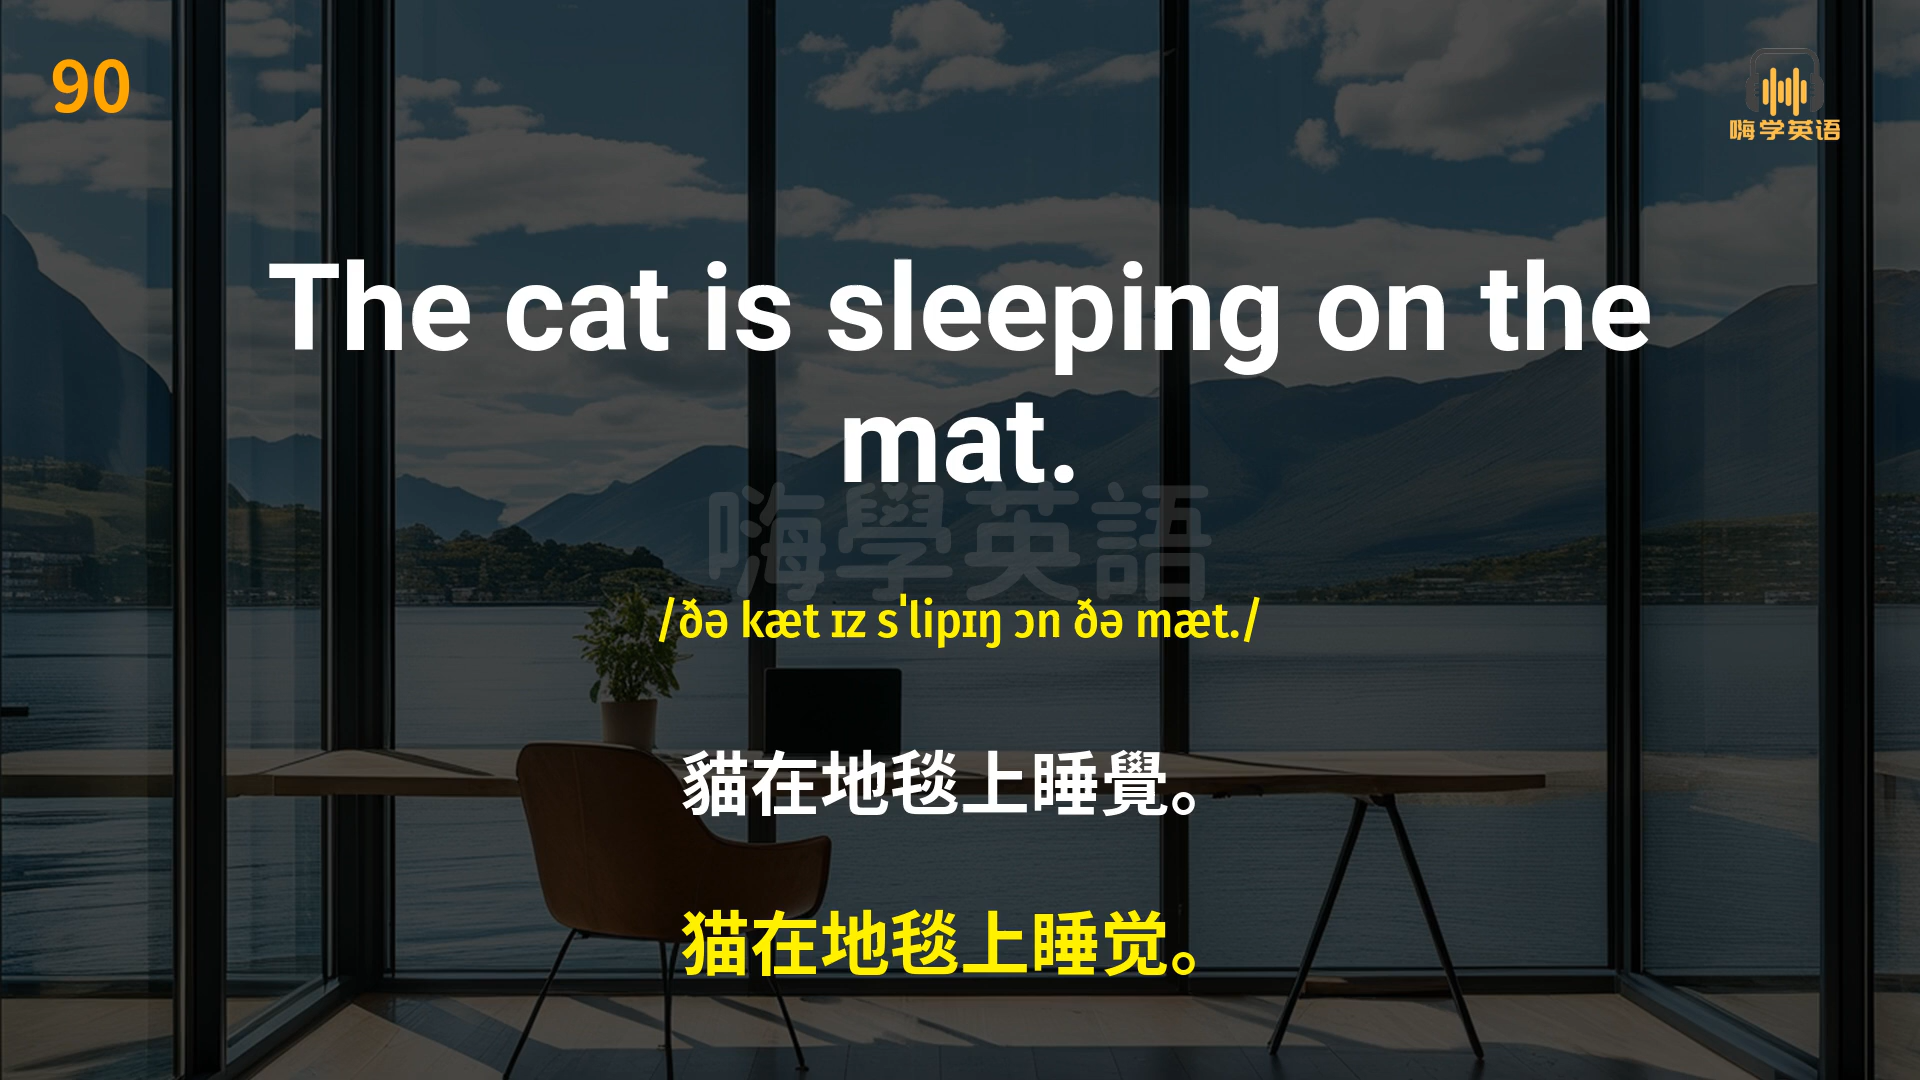 90
嗨学英语
The cat is sleeping on the
mat.
嗨學英語
/ðə kæt ɪz sˈlipɪŋ ɔn ðə mæt./
貓在地毯上睡覺。
猫在地毯上睡觉。